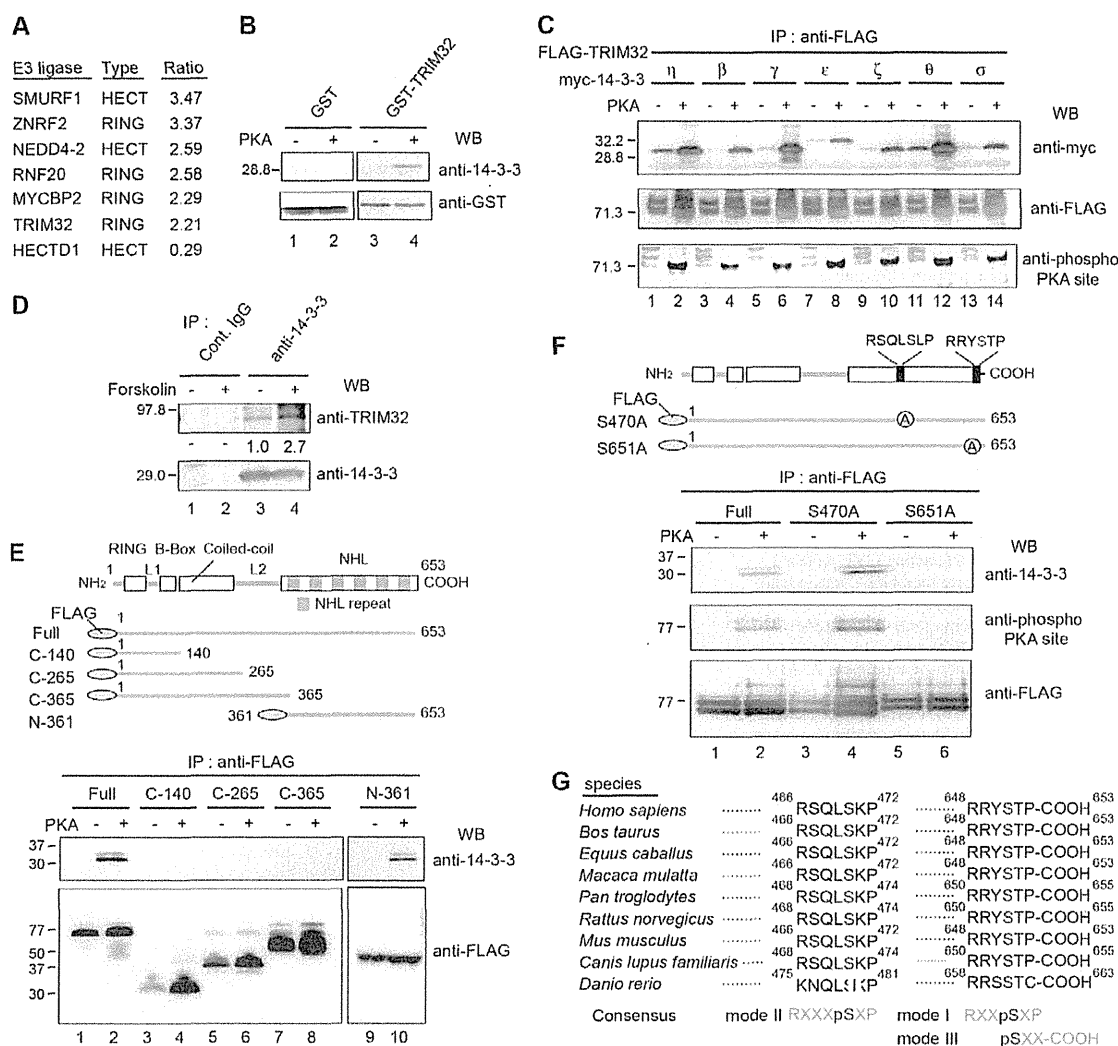 A
E3 ligase Type Ratio
SMURF1 HECT 3.47
ZNRF2 RING 3.37
NEDD4-2 HECT 2.59
RNF20 RING 2.58
MYCBP2 RING 2.29
TRIM32 RING 2.21
HECTD1 HECT 0.29
B
GST GST-TRIM32
PKA - + - + WB
28.8 anti-14-3-3
anti-GST
1 2 3 4
C
IP : anti-FLAG
FLAG-TRIM32
myc-14-3-3 η β γ ε ζ θ σ
PKA - + - + - + - + - + - + - + WB
32.2
28.8
anti-myc
71.3 anti-FLAG
71.3 anti-phospho
PKA site
1 2 3 4 5 6 7 8 9 10 11 12 13 14
D
IP : Cont. IgG anti-14-3-3
Forskolin - + - + WB
97.8 anti-TRIM32
- - 1.0 2.7
29.0 anti-14-3-3
1 2 3 4
E
RING B-Box Coiled-coil NHL
1 L1 L2 653
NH2 COOH
NHL repeat
FLAG
Full 1 653
C-140 1 140
C-265 1 265
C-365 1 365
N-361 361 653
IP : anti-FLAG
Full C-140 C-265 C-365 N-361
PKA - + - + - + - + - + WB
37
30
anti-14-3-3
77
50
37
30
anti-FLAG
1 2 3 4 5 6 7 8 9 10
F
RSQLSLP RRYSTP
NH2 COOH
FLAG
S470A 1 A 653
S651A 1 A 653
IP : anti-FLAG
Full S470A S651A
PKA - + - + - + WB
37
30
anti-14-3-3
77 anti-phospho
PKA site
77 anti-FLAG
1 2 3 4 5 6
G
species
Homo sapiens ········ 466 RSQLSKP 472 ········ 648 RRYSTP-COOH 653
Bos taurus ········ 466 RSQLSKP 472 ········ 648 RRYSTP-COOH 653
Equus caballus ········ 466 RSQLSKP 472 ········ 648 RRYSTP-COOH 653
Macaca mulatta ········ 466 RSQLSKP 472 ········ 648 RRYSTP-COOH 653
Pan troglodytes ········ 468 RSQLSKP 474 ········ 650 RRYSTP-COOH 655
Rattus norvegicus ········ 468 RSQLSKP 474 ········ 650 RRYSTP-COOH 655
Mus musculus ········ 466 RSQLSKP 472 ········ 648 RRYSTP-COOH 653
Canis lupus familiaris ···· 468 RSQLSKP 474 ········ 650 RRYSTP-COOH 655
Danio rerio ········ 475 KNQLSKP 481 ········ 658 RRSSTC-COOH 663
Consensus mode II RXXXpSXP mode I RXXpSXP
mode III pSXX-COOH